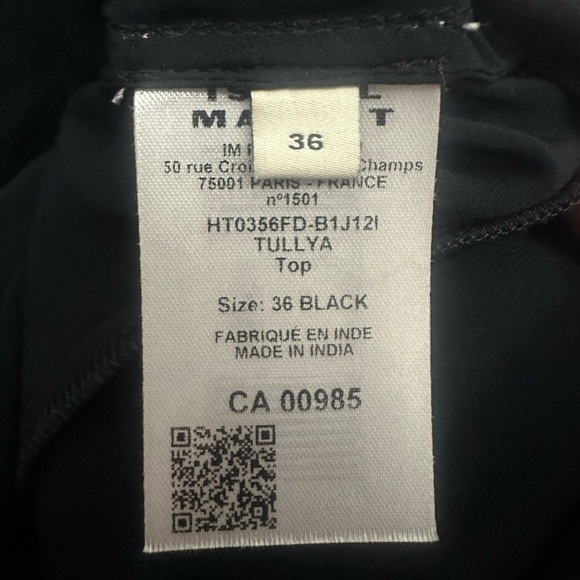 36
IM
50 rue Croi Champs
75001 PARIS - FRANCE
n°1501
HT0356FD-B1J12I
TULLYA
Top
Size: 36 BLACK
FABRIQUÉ EN INDE
MADE IN INDIA
CA 00985